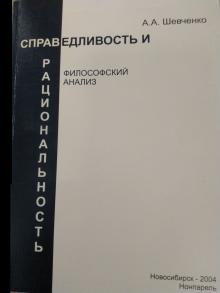 А.А. Шевченко
СПРАВЕДЛИВОСТЬ И
РАЦИОНАЛЬНОСТЬ
ФИЛОСОФСКИЙ
АНАЛИЗ
Новосибирск - 2004
Нонпарель